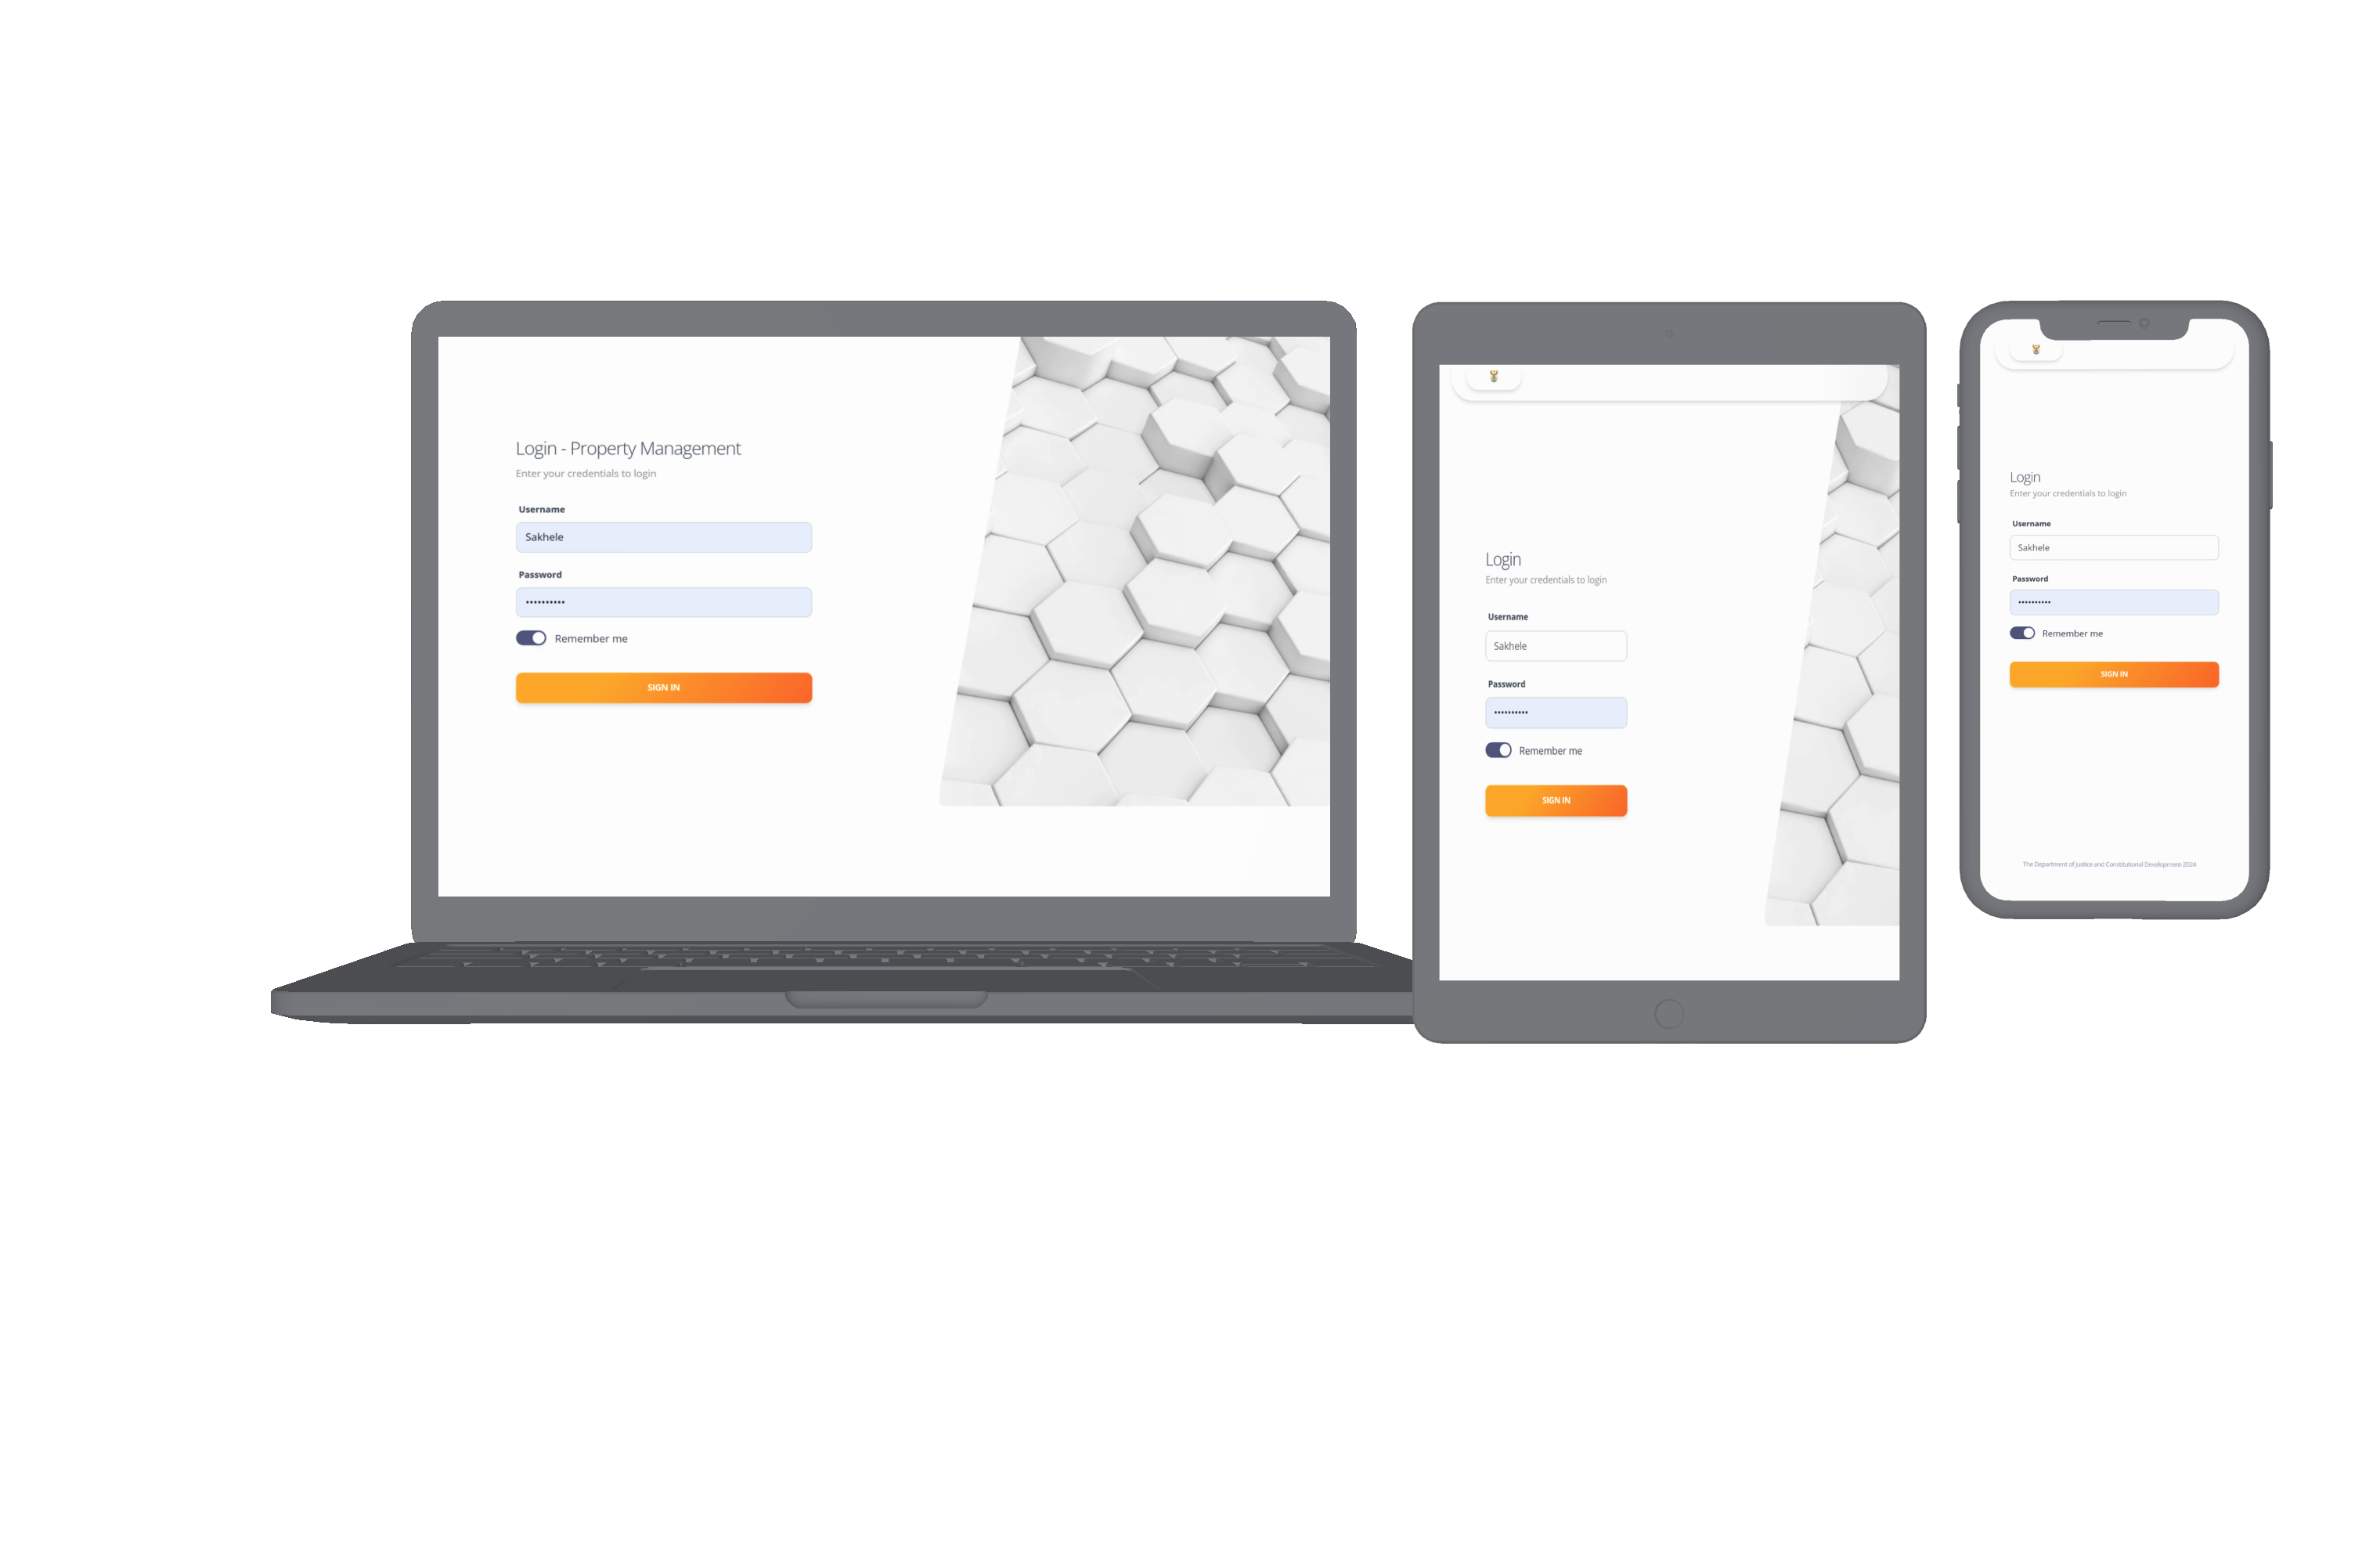 Login - Property Management
Enter your credentials to login
Username
Sakhele
Password
••••••••••
Remember me
SIGN IN
Login
Enter your credentials to login
Username
Sakhele
Password
••••••••••
Remember me
SIGN IN
Login
Enter your credentials to login
Username
Sakhele
Password
••••••••••
Remember me
SIGN IN
The Department of Justice and Constitutional Development-2024